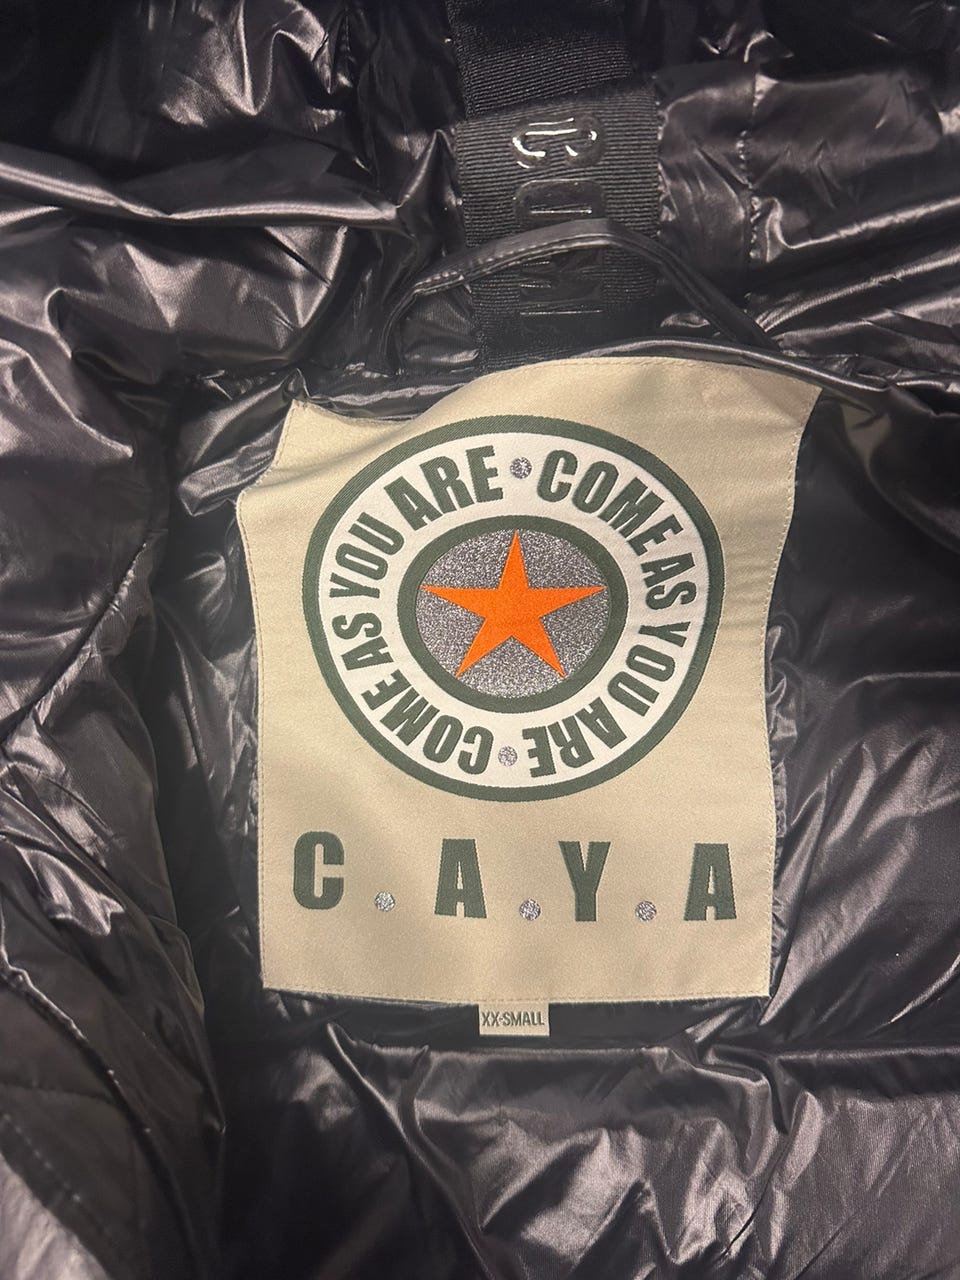 COME AS YOU ARE • COME AS YOU ARE •
C.A.Y.A
XX-SMALL